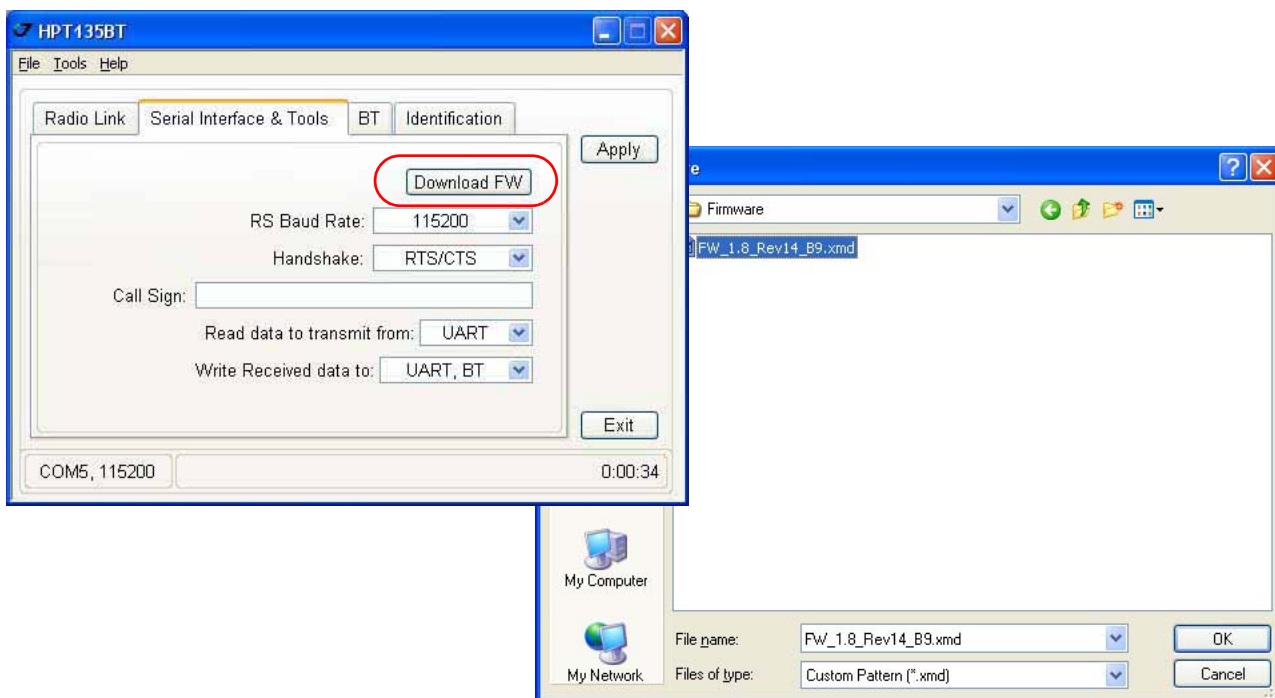 HPT135BT
File Tools Help
Radio Link Serial Interface & Tools BT Identification
Apply
Download FW
RS Baud Rate: 115200
Handshake: RTS/CTS
Call Sign:
Read data to transmit from: UART
Write Received data to: UART, BT
Exit
COM5, 115200 0:00:34
Firmware
FW_1.8_Rev14_B9.xmd
My Computer
My Network
File name: FW_1.8_Rev14_B9.xmd OK
Files of type: Custom Pattern (*.xmd) Cancel